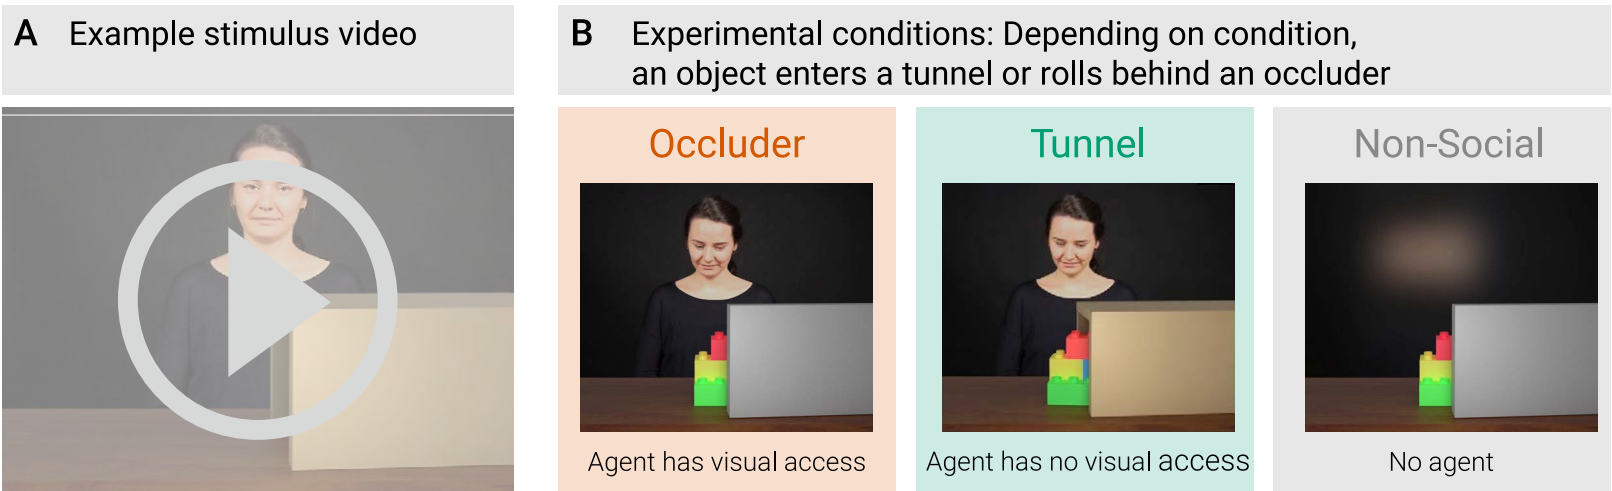 A Example stimulus video
B Experimental conditions: Depending on condition,
an object enters a tunnel or rolls behind an occluder
Occluder
Agent has visual access
Tunnel
Agent has no visual access
Non-Social
No agent